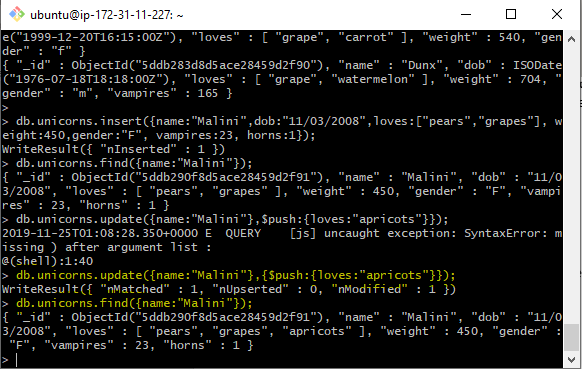 ubuntu@ip-172-31-11-227: ~
e("1999-12-20T16:15:00Z"), "loves" : [ "grape", "carrot" ], "weight" : 540, "gen
der" : "f" }
{ "_id" : ObjectId("5ddb283d8d5ace28459d2f90"), "name" : "Dunx", "dob" : ISODate
("1976-07-18T18:18:00Z"), "loves" : [ "grape", "watermelon" ], "weight" : 704, "
gender" : "m", "vampires" : 165 }
>
> db.unicorns.insert({name:"Malini",dob:"11/03/2008",loves:["pears","grapes"], w
eight:450,gender:"F", vampires:23, horns:1});
WriteResult({ "nInserted" : 1 })
> db.unicorns.find({name:"Malini"});
{ "_id" : ObjectId("5ddb290f8d5ace28459d2f91"), "name" : "Malini", "dob" : "11/0
3/2008", "loves" : [ "pears", "grapes" ], "weight" : 450, "gender" : "F", "vampi
res" : 23, "horns" : 1 }
> db.unicorns.update({name:"Malini"},$push:{loves:"apricots"}});
2019-11-25T01:08:28.350+0000 E  QUERY    [js] uncaught exception: SyntaxError: m
issing ) after argument list :
@(shell):1:40
> db.unicorns.update({name:"Malini"},{$push:{loves:"apricots"}});
WriteResult({ "nMatched" : 1, "nUpserted" : 0, "nModified" : 1 })
> db.unicorns.find({name:"Malini"});
{ "_id" : ObjectId("5ddb290f8d5ace28459d2f91"), "name" : "Malini", "dob" : "11/0
3/2008", "loves" : [ "pears", "grapes", "apricots" ], "weight" : 450, "gender" :
 "F", "vampires" : 23, "horns" : 1 }
>